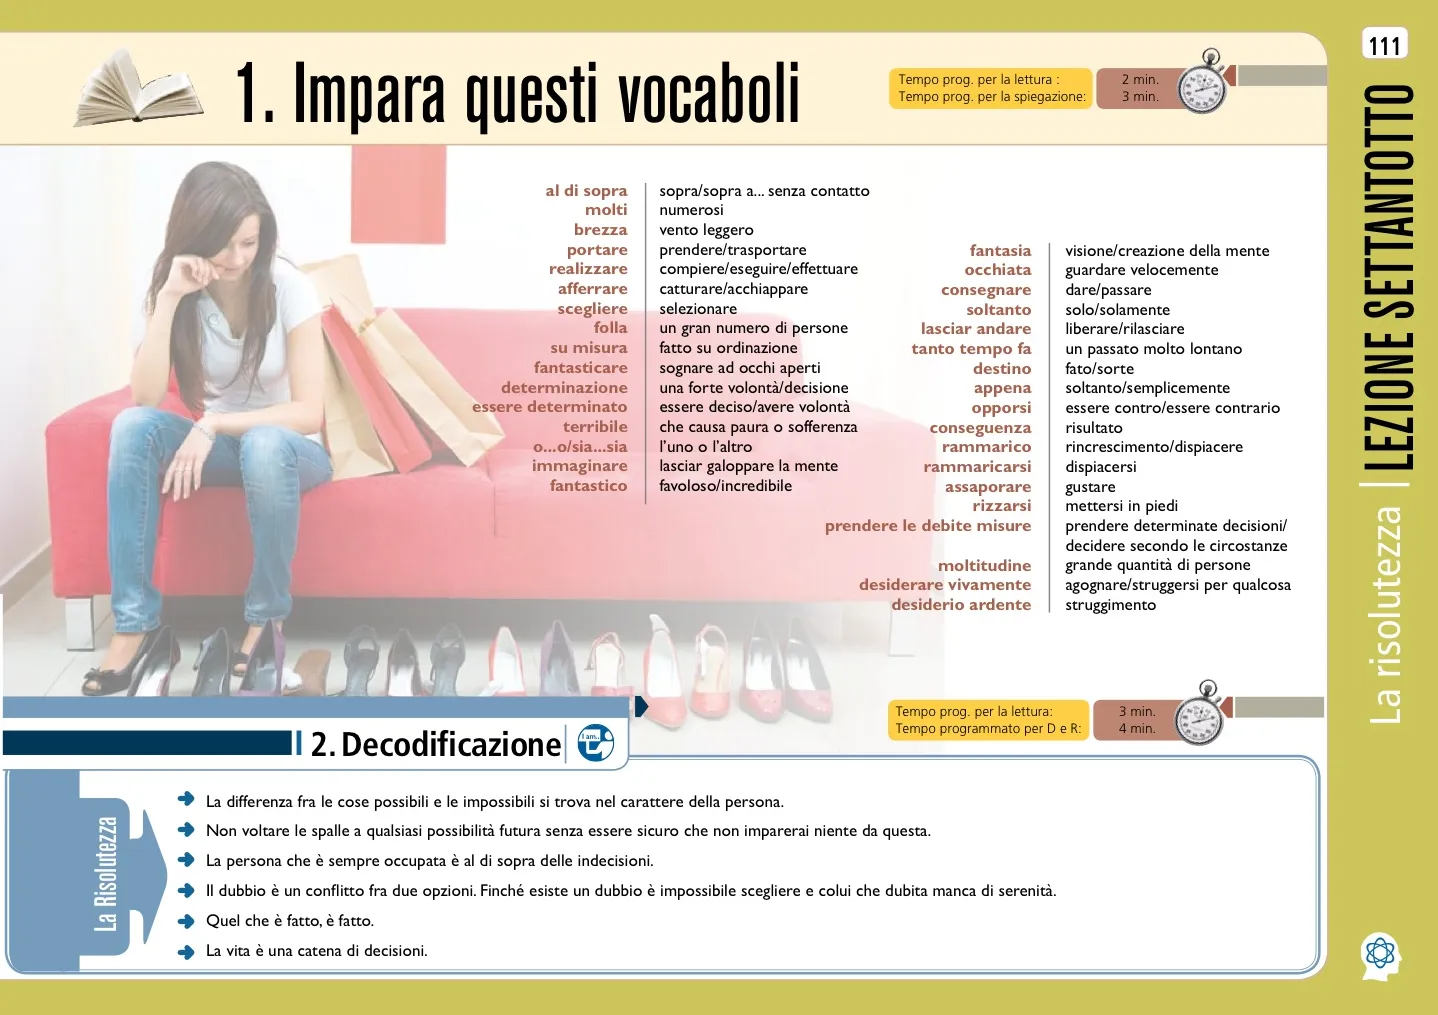 111
1. Impara questi vocaboli
Tempo prog. per la lettura : 2 min.
Tempo prog. per la spiegazione: 3 min.
al di sopra sopra/sopra a... senza contatto
molti numerosi
brezza vento leggero
portare prendere/trasportare
realizzare compiere/eseguire/effettuare
afferrare catturare/acchiappare
scegliere selezionare
folla un gran numero di persone
su misura fatto su ordinazione
fantasticare sognare ad occhi aperti
determinazione una forte volontà/decisione
essere determinato essere deciso/avere volontà
terribile che causa paura o sofferenza
o...o/sia...sia l'uno o l'altro
immaginare lasciar galoppare la mente
fantastico favoloso/incredibile
fantasia visione/creazione della mente
occhiata guardare velocemente
consegnare dare/passare
soltanto solo/solamente
lasciar andare liberare/rilasciare
tanto tempo fa un passato molto lontano
destino fato/sorte
appena soltanto/semplicemente
opporsi essere contro/essere contrario
conseguenza risultato
rammarico rincrescimento/dispiacere
rammaricarsi dispiacersi
assaporare gustare
rizzarsi mettersi in piedi
prendere le debite misure prendere determinate decisioni/
decidere secondo le circostanze
moltitudine grande quantità di persone
desiderare vivamente agognare/struggersi per qualcosa
desiderio ardente struggimento
La risolutezza | LEZIONE SETTANTOTTO
Tempo prog. per la lettura: 3 min.
Tempo programmato per D e R: 4 min.
2. Decodificazione
I am...
La Risolutezza
La differenza fra le cose possibili e le impossibili si trova nel carattere della persona.
Non voltare le spalle a qualsiasi possibilità futura senza essere sicuro che non imparerai niente da questa.
La persona che è sempre occupata è al di sopra delle indecisioni.
Il dubbio è un conflitto fra due opzioni. Finché esiste un dubbio è impossibile scegliere e colui che dubita manca di serenità.
Quel che è fatto, è fatto.
La vita è una catena di decisioni.